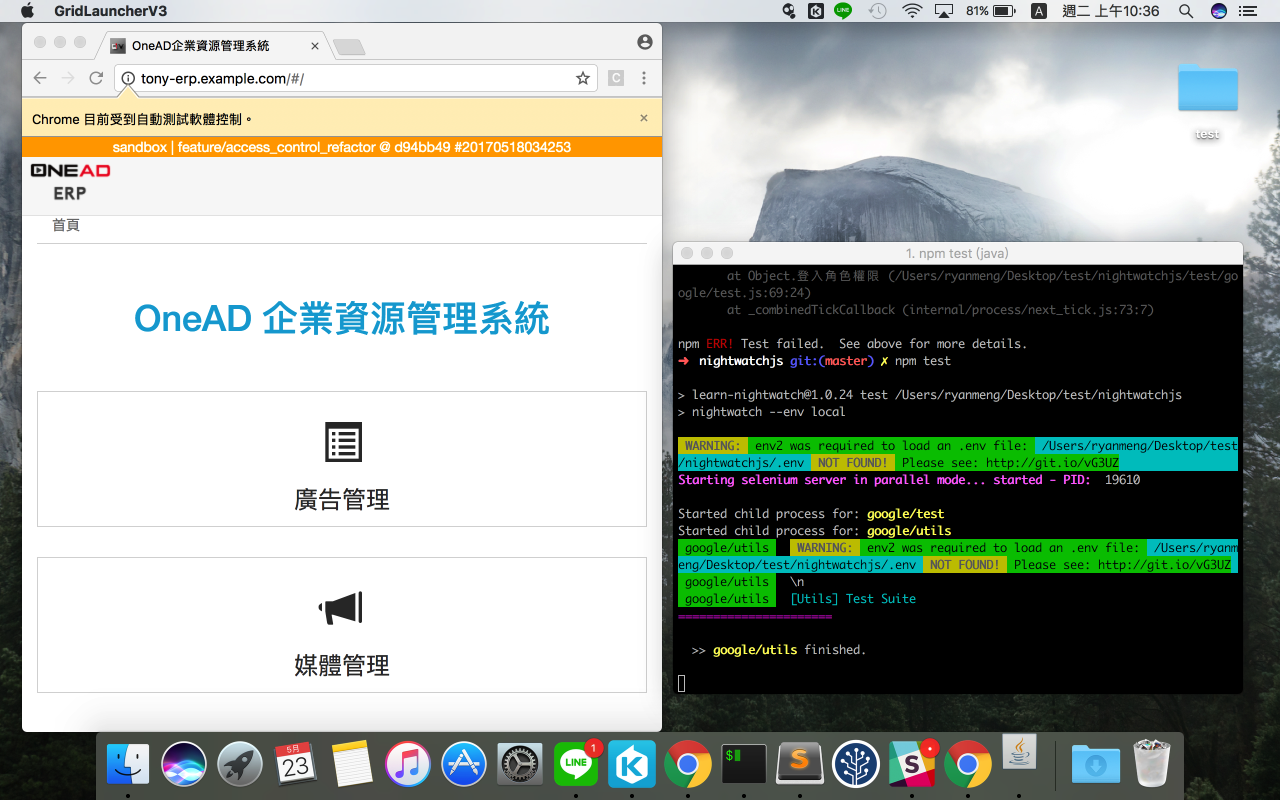 GridLauncherV3
LINE
81%
A
週二 上午10:36
OneAD企業資源管理系統
tony-erp.example.com/#/
C
Chrome 目前受到自動測試軟體控制。
sandbox | feature/access_control_refactor @ d94bb49 #20170518034253
ONEAD
ERP
首頁
OneAD 企業資源管理系統
廣告管理
媒體管理
test
1. npm test (java)
at Object.登入角色權限 (/Users/ryanmeng/Desktop/test/nightwatchjs/test/go
ogle/test.js:69:24)
at _combinedTickCallback (internal/process/next_tick.js:73:7)
npm ERR! Test failed.  See above for more details.
➜  nightwatchjs git:(master) ✗ npm test
> learn-nightwatch@1.0.24 test /Users/ryanmeng/Desktop/test/nightwatchjs
> nightwatch --env local
WARNING:  env2 was required to load an .env file:  /Users/ryanmeng/Desktop/test
/nightwatchjs/.env  NOT FOUND!  Please see: http://git.io/vG3UZ
Starting selenium server in parallel mode... started - PID:  19610
Started child process for: google/test
Started child process for: google/utils
google/utils   WARNING:  env2 was required to load an .env file:  /Users/ryanm
eng/Desktop/test/nightwatchjs/.env  NOT FOUND!  Please see: http://git.io/vG3UZ
google/utils   \n
google/utils   [Utils] Test Suite
======================
>> google/utils finished.
5月
23
LINE
1
K
$
S
S